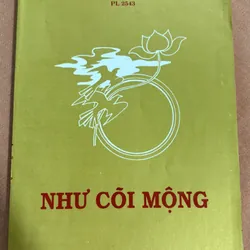 PL 2543
NHƯ CÕI MỘNG